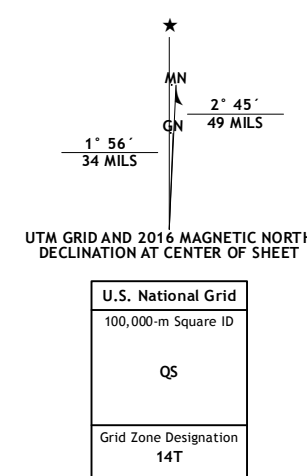 ★
MN
GN
2° 45´
49 MILS
1° 56´
34 MILS
UTM GRID AND 2016 MAGNETIC NORTH
DECLINATION AT CENTER OF SHEET
U.S. National Grid
100,000-m Square ID
QS
Grid Zone Designation
14T